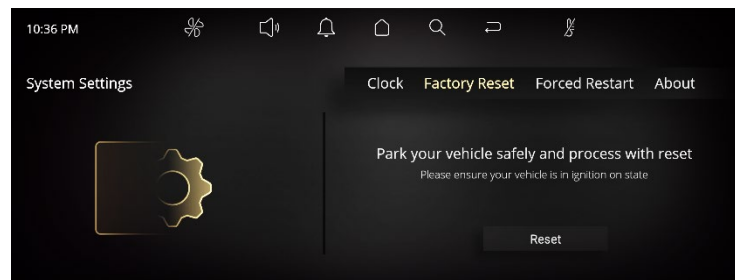 10:36 PM
System Settings
Clock Factory Reset Forced Restart About
Park your vehicle safely and process with reset
Please ensure your vehicle is in ignition on state
Reset